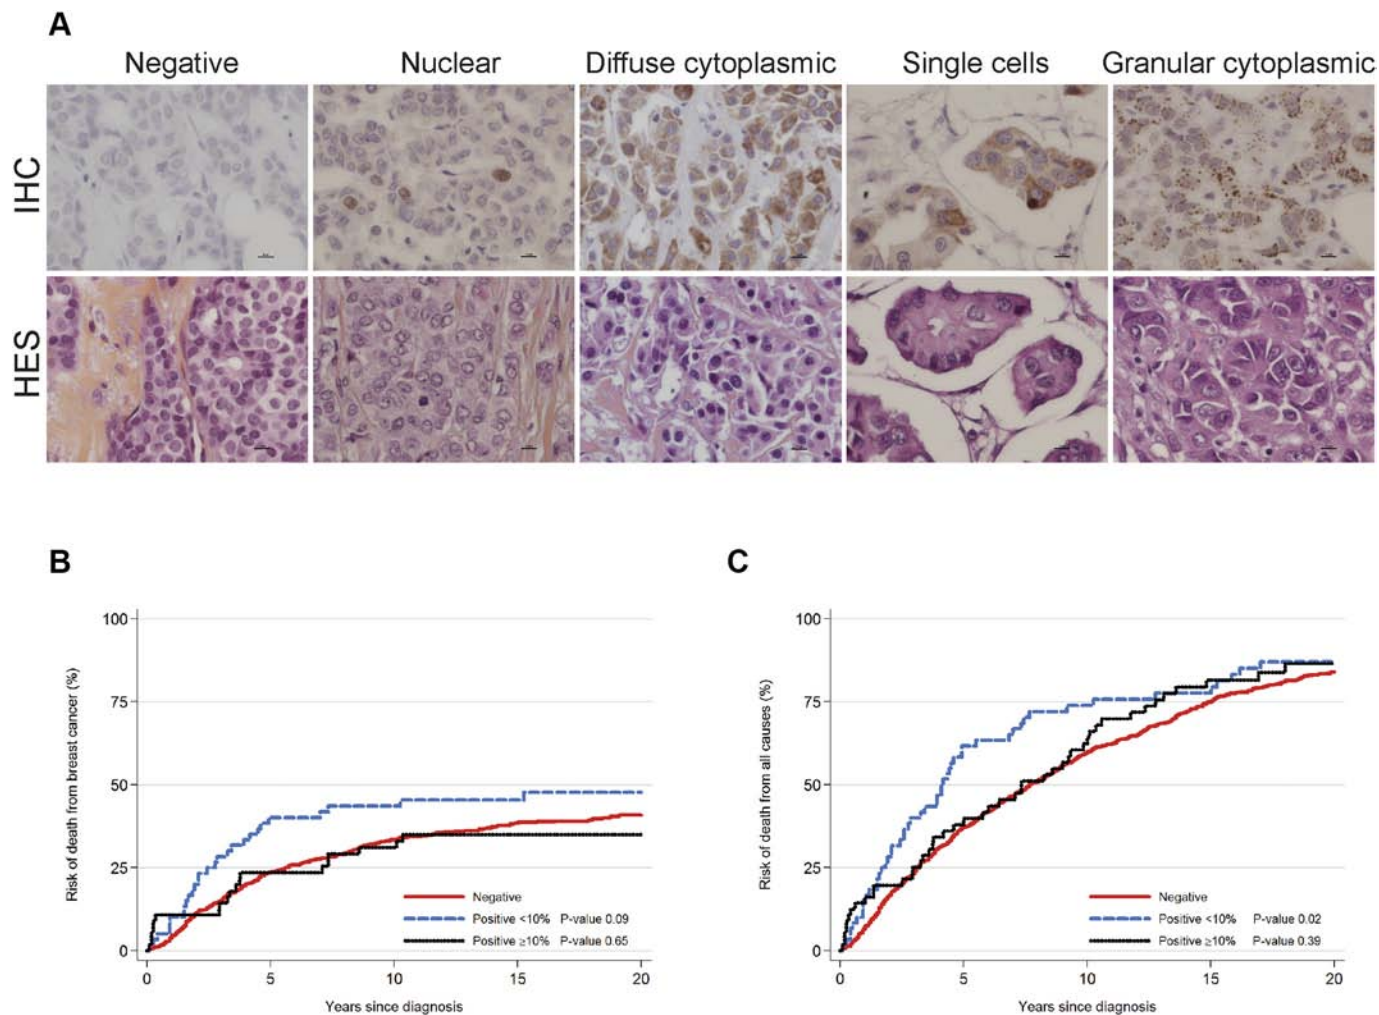 A
Negative Nuclear Diffuse cytoplasmic Single cells Granular cytoplasmic
IHC
HES
B
C
100
75
50
25
0
Risk of death from breast cancer (%)
Negative
Positive <10% P-value 0.09
Positive ≥10% P-value 0.65
0 5 10 15 20
Years since diagnosis
100
75
50
25
0
Risk of death from all causes (%)
Negative
Positive <10% P-value 0.02
Positive ≥10% P-value 0.39
0 5 10 15 20
Years since diagnosis